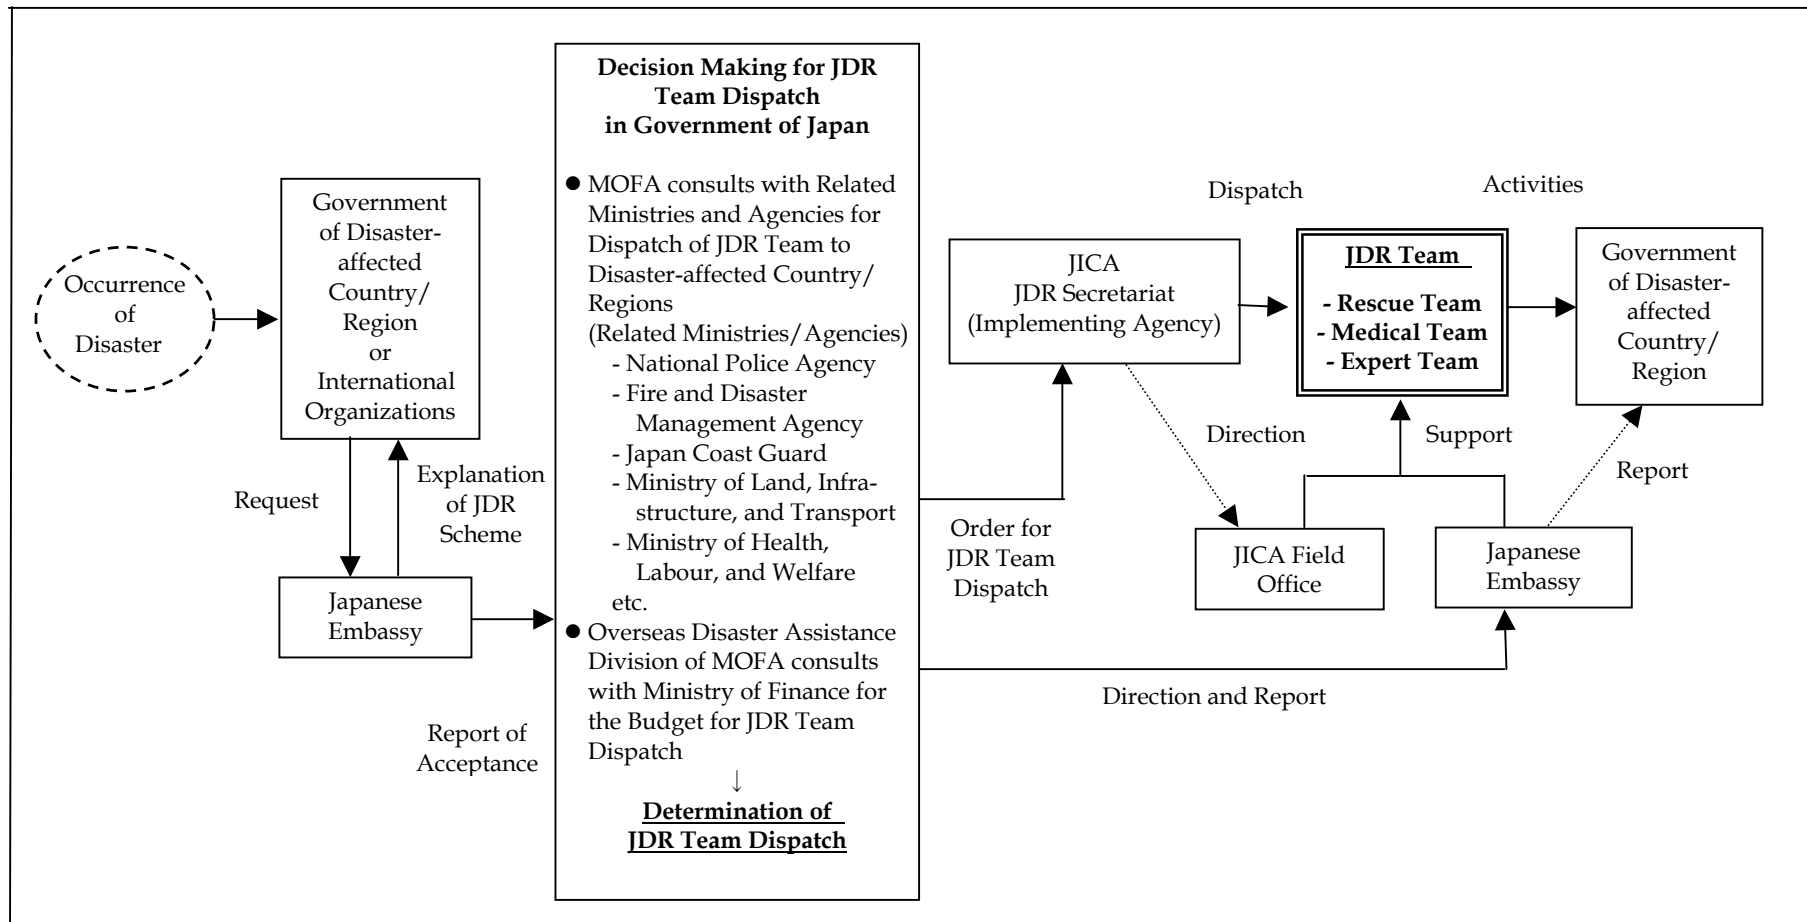 Occurrence
of
Disaster
Government
of Disaster-
affected
Country/
Region
or
International
Organizations
Request
Explanation
of JDR
Scheme
Japanese
Embassy
Report of
Acceptance
Decision Making for JDR
Team Dispatch
in Government of Japan
● MOFA consults with Related
Ministries and Agencies for
Dispatch of JDR Team to
Disaster-affected Country/
Regions
(Related Ministries/Agencies)
- National Police Agency
- Fire and Disaster
Management Agency
- Japan Coast Guard
- Ministry of Land, Infra-
structure, and Transport
- Ministry of Health,
Labour, and Welfare
etc.
● Overseas Disaster Assistance
Division of MOFA consults
with Ministry of Finance for
the Budget for JDR Team
Dispatch
↓
Determination of
JDR Team Dispatch
Order for
JDR Team
Dispatch
Direction and Report
JICA
JDR Secretariat
(Implementing Agency)
Dispatch
Direction
JDR Team
- Rescue Team
- Medical Team
- Expert Team
Support
JICA Field
Office
Japanese
Embassy
Activities
Government
of Disaster-
affected
Country/
Region
Report